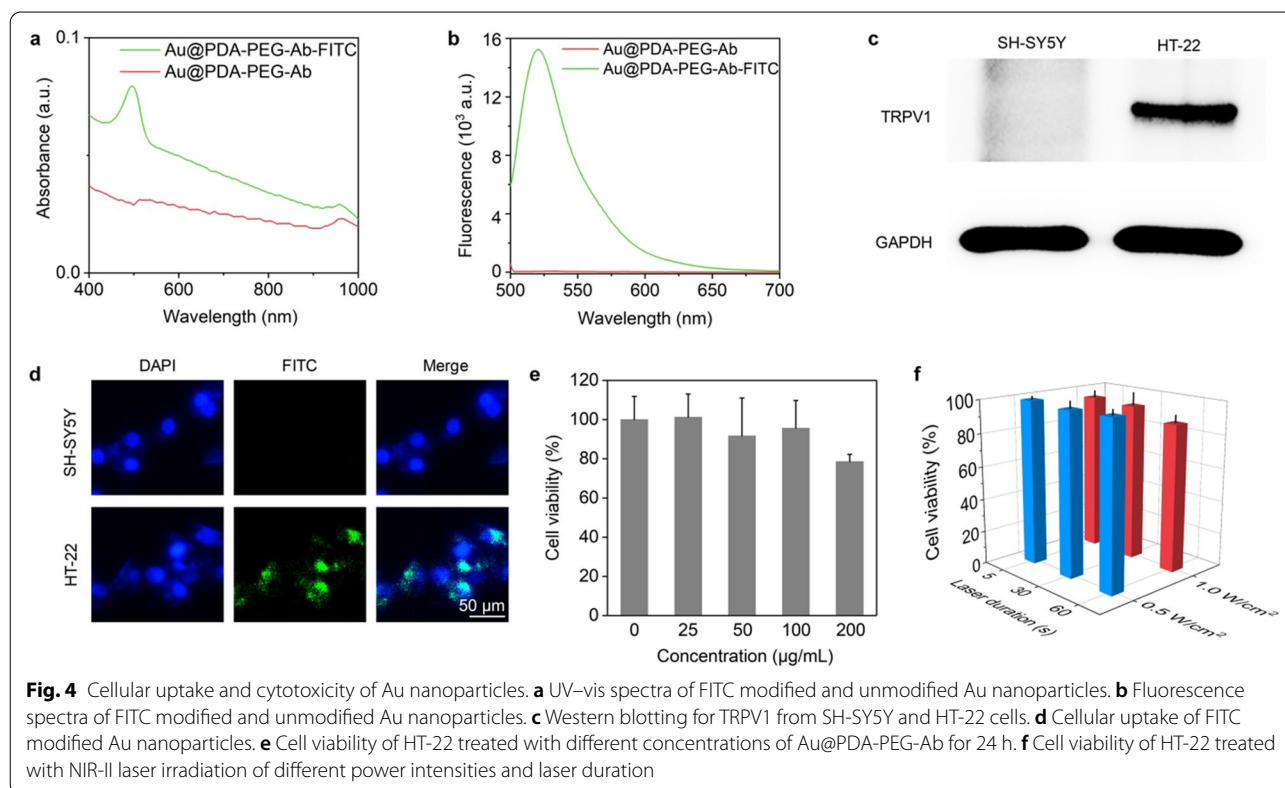 a
0.1
Au@PDA-PEG-Ab-FITC
Au@PDA-PEG-Ab
Absorbance (a.u.)
0.0
400 600 800 1000
Wavelength (nm)
b
16
12
8
4
0
Au@PDA-PEG-Ab
Au@PDA-PEG-Ab-FITC
Fluorescence (10³ a.u.)
500 550 600 650 700
Wavelength (nm)
c
SH-SY5Y HT-22
TRPV1
GAPDH
d
DAPI FITC Merge
SH-SY5Y
HT-22
50 µm
e
120
100
80
60
40
20
0
Cell viability (%)
0 25 50 100 200
Concentration (µg/mL)
f
100
80
60
40
20
0
Cell viability (%)
5 30 60
Laser duration (s)
0.5 W/cm²
1.0 W/cm²
Fig. 4 Cellular uptake and cytotoxicity of Au nanoparticles. a UV–vis spectra of FITC modified and unmodified Au nanoparticles. b Fluorescence
spectra of FITC modified and unmodified Au nanoparticles. c Western blotting for TRPV1 from SH-SY5Y and HT-22 cells. d Cellular uptake of FITC
modified Au nanoparticles. e Cell viability of HT-22 treated with different concentrations of Au@PDA-PEG-Ab for 24 h. f Cell viability of HT-22 treated
with NIR-II laser irradiation of different power intensities and laser duration